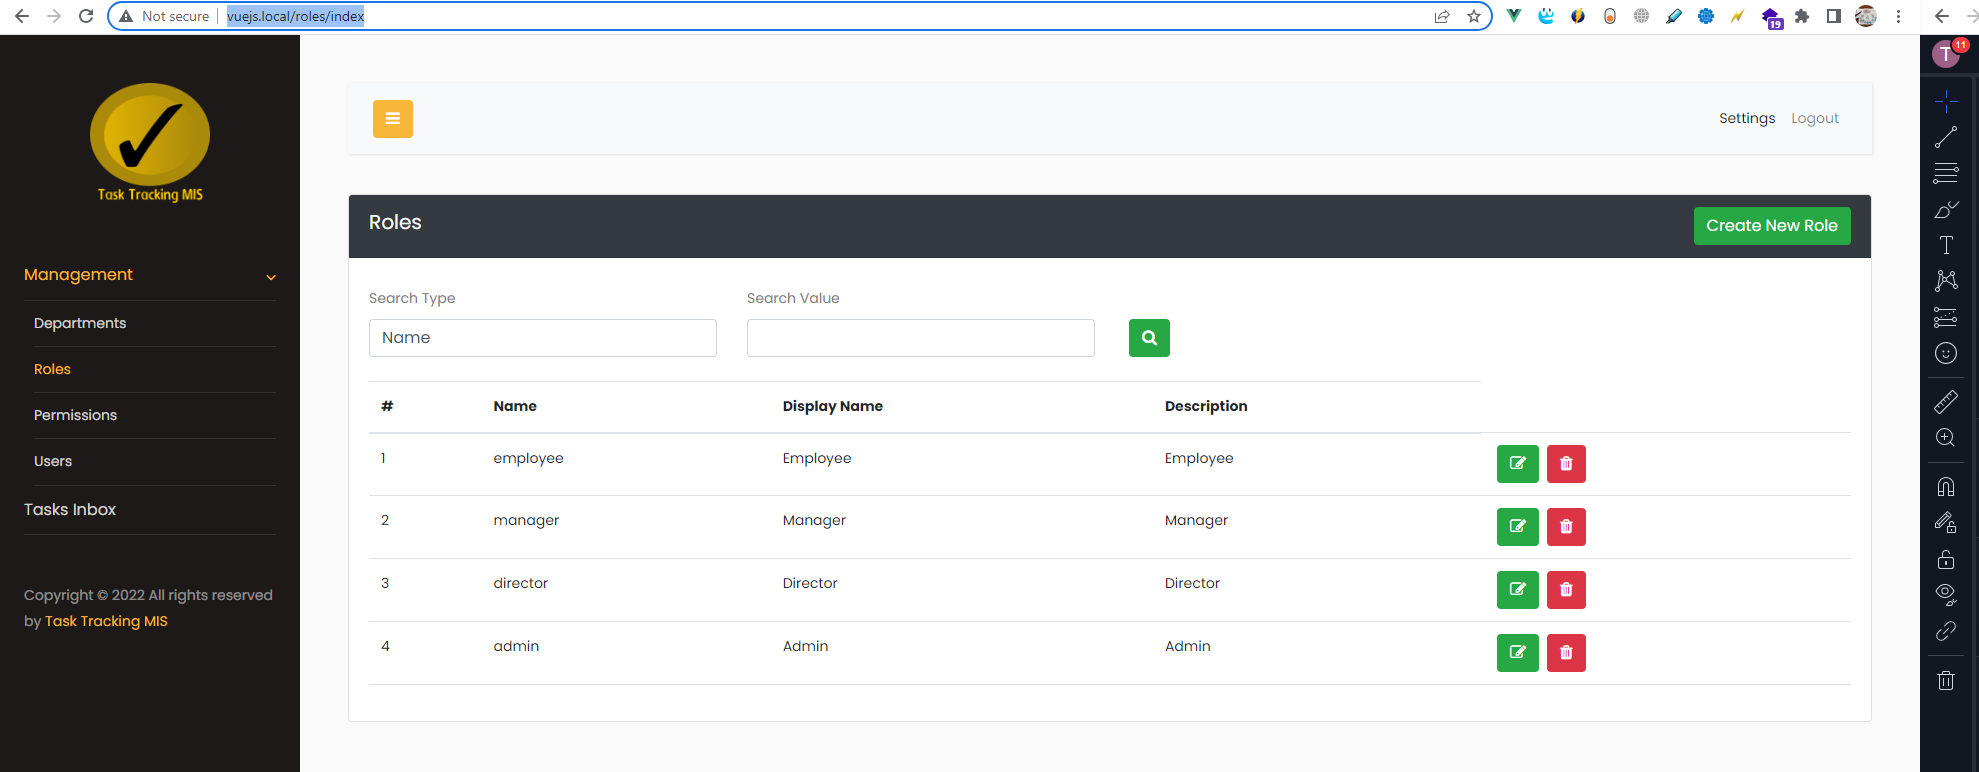 Not secure
vuejs.local/roles/index
19
T
11
Task Tracking MIS
Settings Logout
Roles
Create New Role
Management
Departments
Roles
Permissions
Users
Tasks Inbox
Copyright © 2022 All rights reserved
by Task Tracking MIS
Search Type Search Value
Name
# Name Display Name Description
1 employee Employee Employee
2 manager Manager Manager
3 director Director Director
4 admin Admin Admin